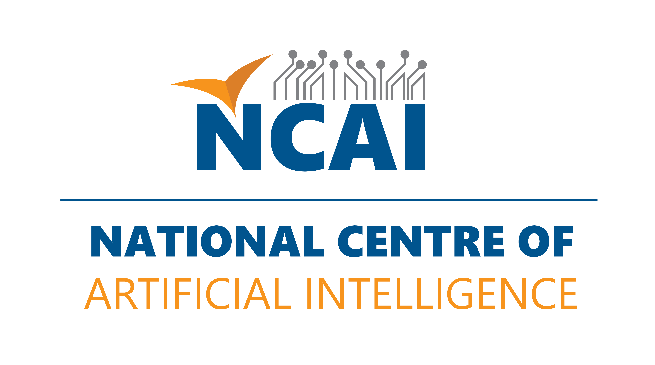 NCAI
NATIONAL CENTRE OF
ARTIFICIAL INTELLIGENCE